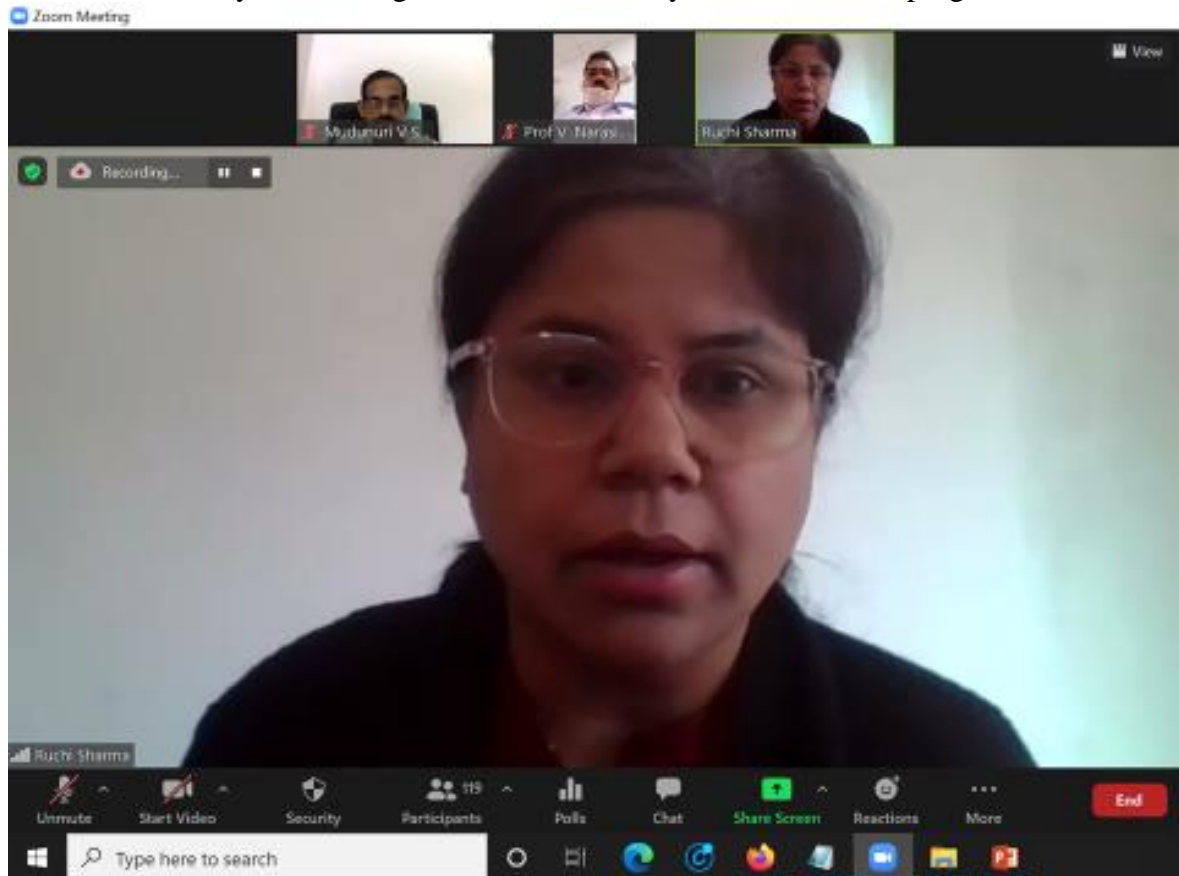 Zoom Meeting
View
Mudunuri V S...
Prof V. Narasi...
Ruchi Sharma
Recording...
Ruchi Sharma
Unmute
Start Video
Security
119
Participants
Polls
Chat
Share Screen
Reactions
More
End
Type here to search